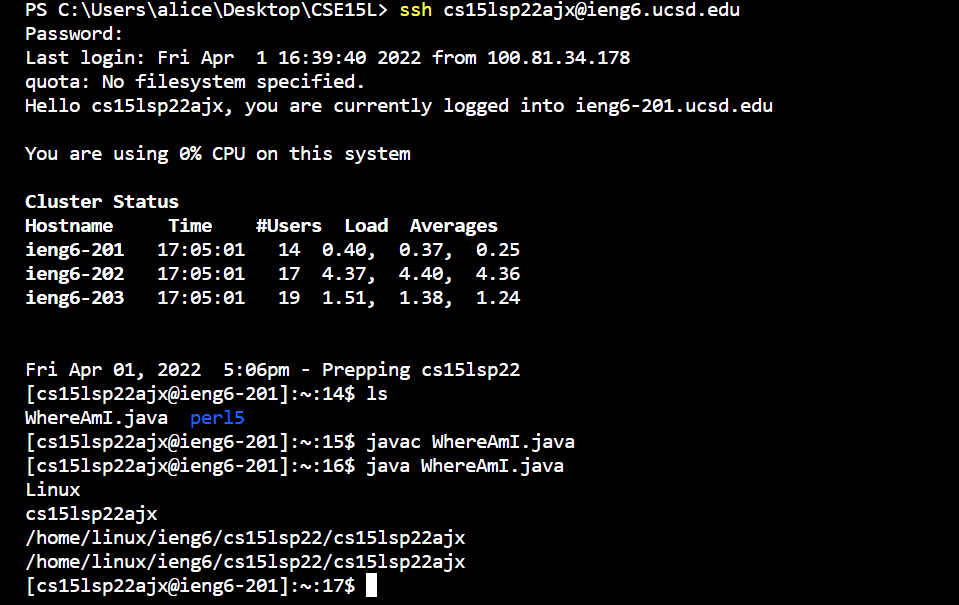 PS C:\Users\alice\Desktop\CSE15L> ssh cs15lsp22ajx@ieng6.ucsd.edu
Password:
Last login: Fri Apr  1 16:39:40 2022 from 100.81.34.178
quota: No filesystem specified.
Hello cs15lsp22ajx, you are currently logged into ieng6-201.ucsd.edu
You are using 0% CPU on this system
Cluster Status
Hostname     Time    #Users  Load  Averages
ieng6-201   17:05:01   14  0.40,  0.37,  0.25
ieng6-202   17:05:01   17  4.37,  4.40,  4.36
ieng6-203   17:05:01   19  1.51,  1.38,  1.24
Fri Apr 01, 2022  5:06pm - Prepping cs15lsp22
[cs15lsp22ajx@ieng6-201]:~:14$ ls
WhereAmI.java  perl5
[cs15lsp22ajx@ieng6-201]:~:15$ javac WhereAmI.java
[cs15lsp22ajx@ieng6-201]:~:16$ java WhereAmI.java
Linux
cs15lsp22ajx
/home/linux/ieng6/cs15lsp22/cs15lsp22ajx
/home/linux/ieng6/cs15lsp22/cs15lsp22ajx
[cs15lsp22ajx@ieng6-201]:~:17$